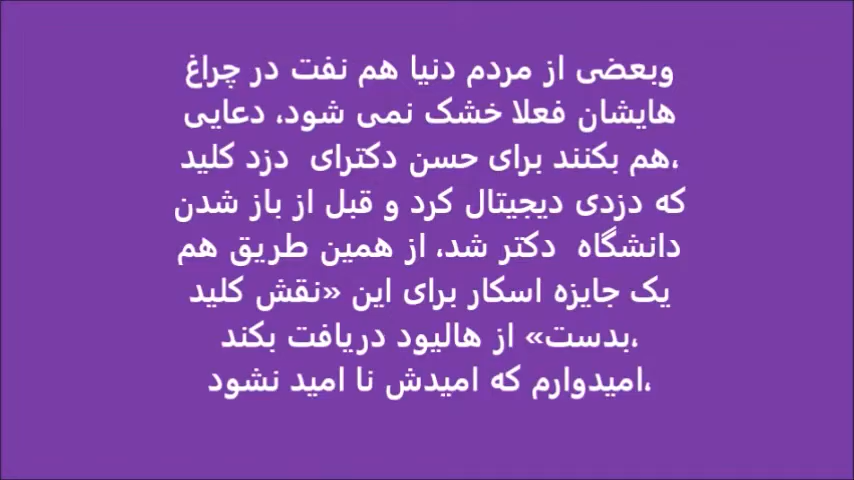 وبعضی از مردم دنیا هم نفت در چراغ
هایشان فعلا خشک نمی شود، دعایی
هم بکنند برای حسن دکترای  دزد کلید،
که دزدی دیجیتال کرد و قبل از باز شدن
دانشگاه  دکتر شد، از همین طریق هم
یک جایزه اسکار برای این «نقش کلید
بدست» از هالیود دریافت بکند،
امیدوارم که امیدش نا امید نشود،